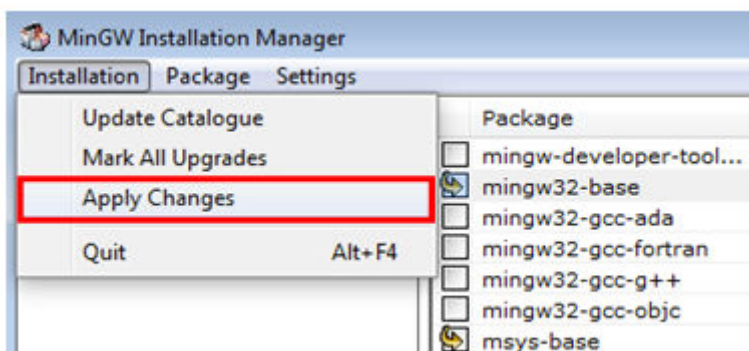 MinGW Installation Manager
Installation Package Settings
Update Catalogue
Mark All Upgrades
Apply Changes
Quit Alt+F4
Package
mingw-developer-tool...
mingw32-base
mingw32-gcc-ada
mingw32-gcc-fortran
mingw32-gcc-g++
mingw32-gcc-objc
msys-base